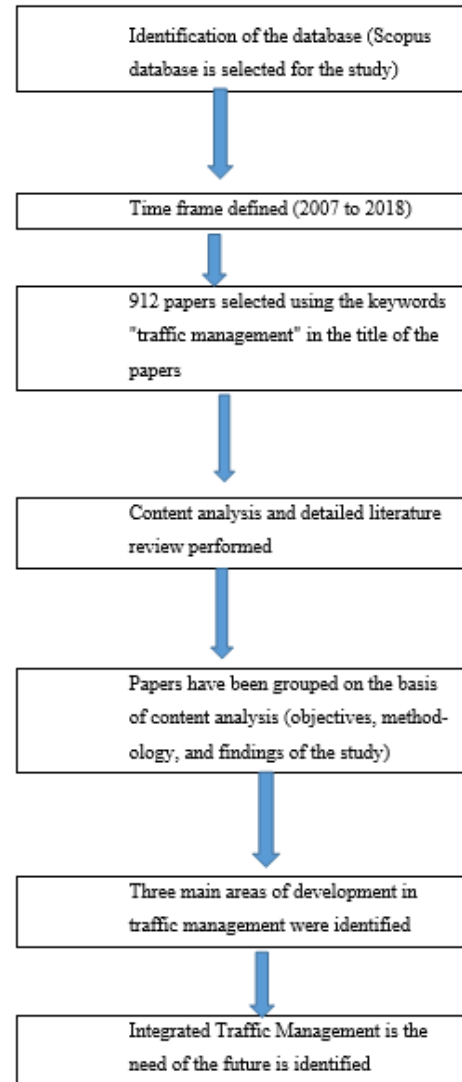 Identification of the database (Scopus
database is selected for the study)
Time frame defined (2007 to 2018)
912 papers selected using the keywords
"traffic management" in the title of the
papers
Content analysis and detailed literature
review performed
Papers have been grouped on the basis
of content analysis (objectives, method-
ology, and findings of the study)
Three main areas of development in
traffic management were identified
Integrated Traffic Management is the
need of the future is identified